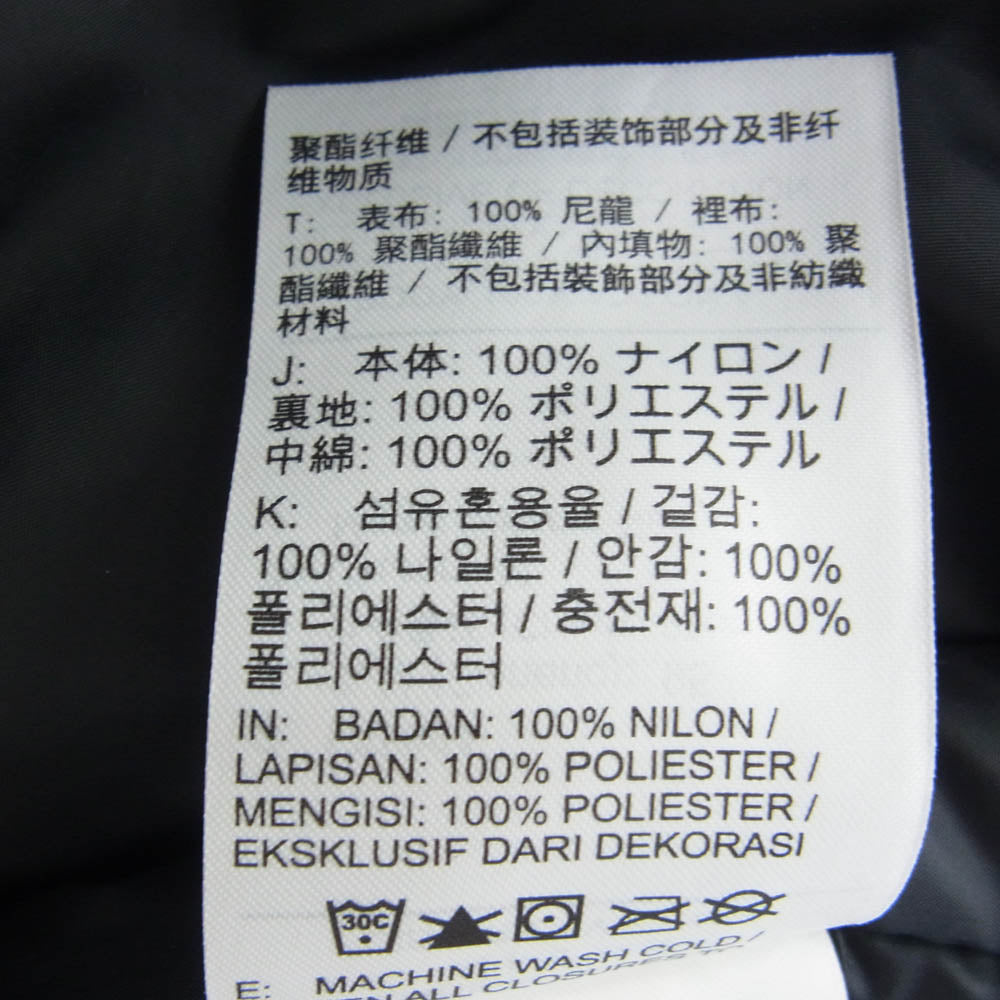 聚酯纤维 / 不包括装饰部分及非纤
维物质
T: 表布: 100% 尼龍 / 裡布:
100% 聚酯纖維 / 內填物: 100% 聚
酯纖維 / 不包括裝飾部分及非紡織
材料
J: 本体: 100% ナイロン /
裏地: 100% ポリエステル /
中綿: 100% ポリエステル
K: 섬유혼용율 / 겉감:
100% 나일론 / 안감: 100%
폴리에스터 / 충전재: 100%
폴리에스터
IN: BADAN: 100% NILON /
LAPISAN: 100% POLIESTER /
MENGISI: 100% POLIESTER /
EKSKLUSIF DARI DEKORASI
30C
E: MACHINE WASH COLD /
ALL CLOSURES